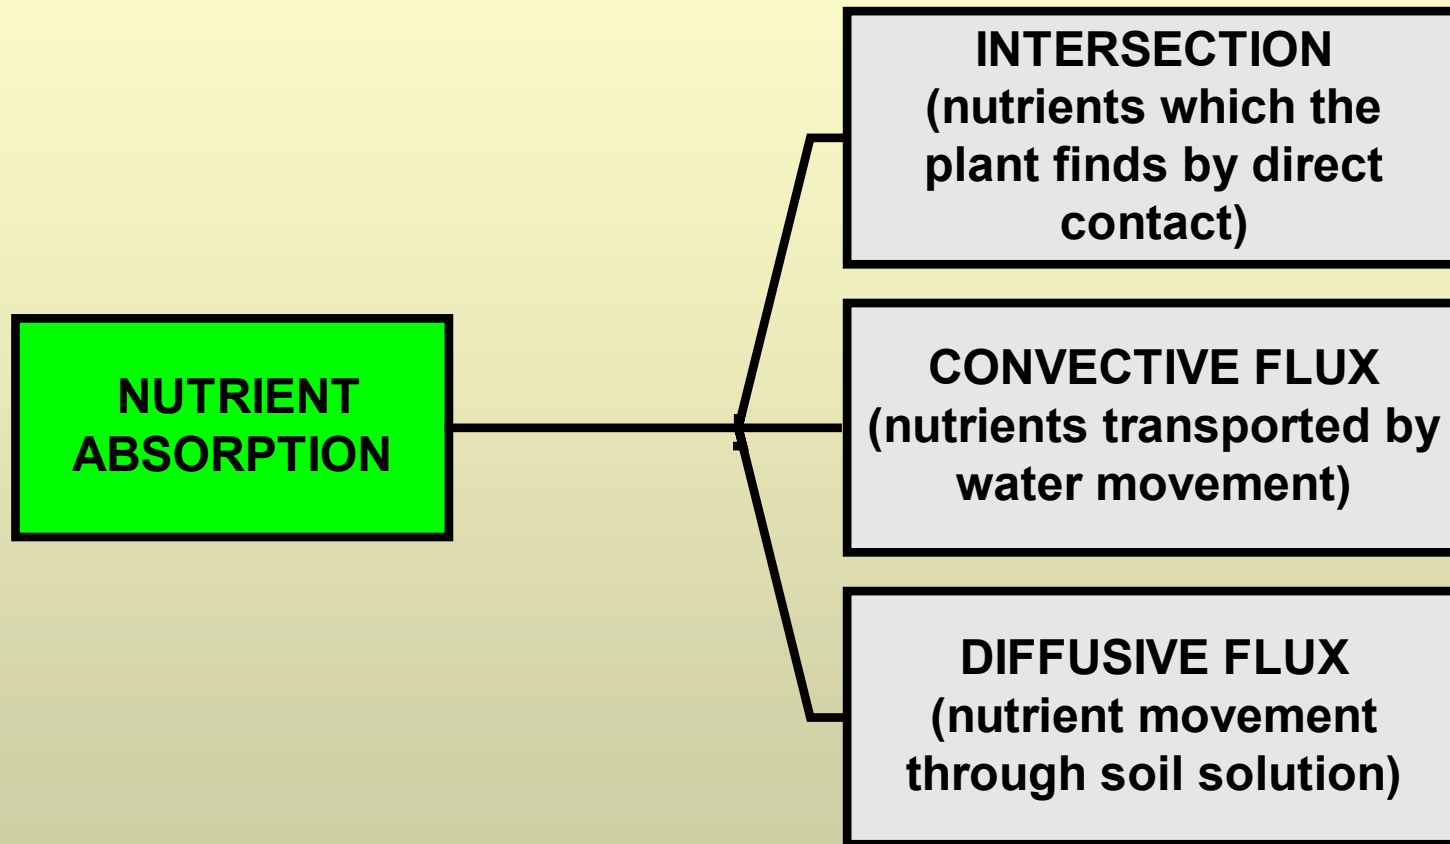 NUTRIENT
ABSORPTION
INTERSECTION
(nutrients which the
plant finds by direct
contact)
CONVECTIVE FLUX
(nutrients transported by
water movement)
DIFFUSIVE FLUX
(nutrient movement
through soil solution)